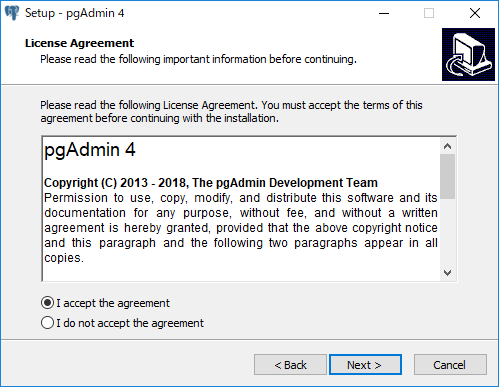 Setup - pgAdmin 4
License Agreement
Please read the following important information before continuing.
Please read the following License Agreement. You must accept the terms of this
agreement before continuing with the installation.
pgAdmin 4
Copyright (C) 2013 - 2018, The pgAdmin Development Team
Permission to use, copy, modify, and distribute this software and its
documentation for any purpose, without fee, and without a written
agreement is hereby granted, provided that the above copyright notice
and this paragraph and the following two paragraphs appear in all
copies.
I accept the agreement
I do not accept the agreement
< Back
Next >
Cancel